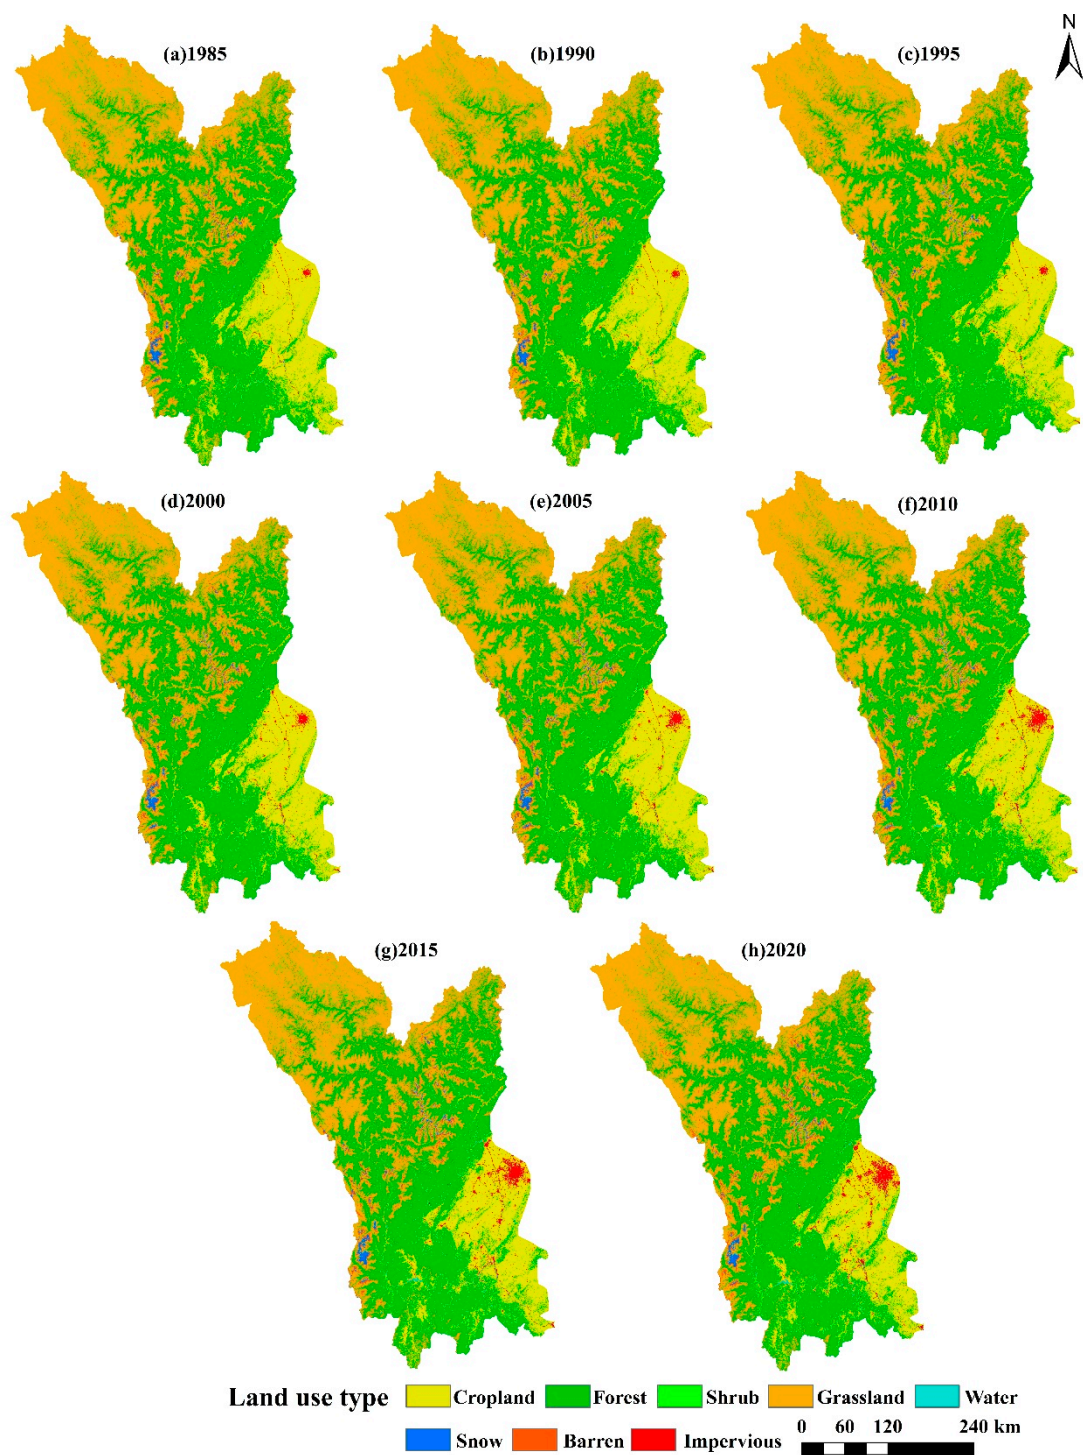 N
(a)1985
(b)1990
(c)1995
(d)2000
(e)2005
(f)2010
(g)2015
(h)2020
Land use type
Cropland
Forest
Shrub
Grassland
Water
Snow
Barren
Impervious
0 60 120 240 km